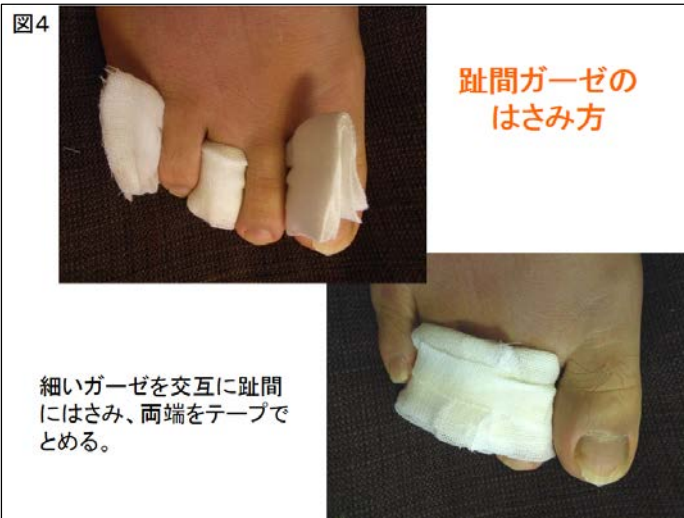 図4
趾間ガーゼの
はさみ方
細いガーゼを交互に趾間
にはさみ、両端をテープで
とめる。